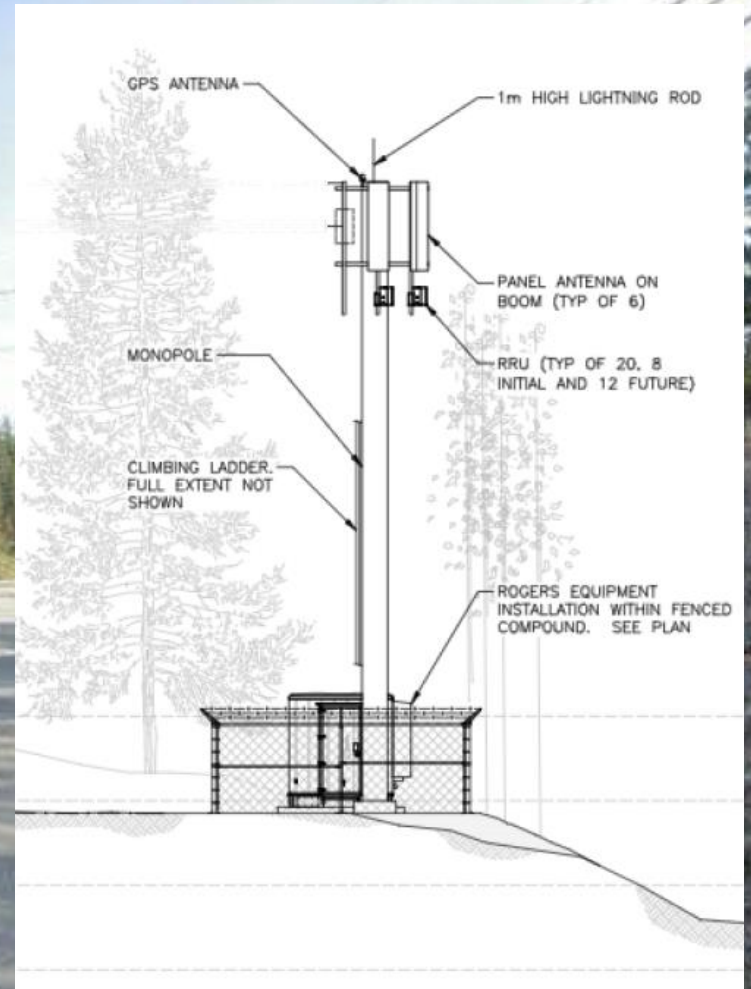 GPS ANTENNA
1m HIGH LIGHTNING ROD
PANEL ANTENNA ON
BOOM (TYP OF 6)
MONOPOLE
RRU (TYP OF 20, 8
INITIAL AND 12 FUTURE)
CLIMBING LADDER.
FULL EXTENT NOT
SHOWN
ROGERS EQUIPMENT
INSTALLATION WITHIN FENCED
COMPOUND. SEE PLAN